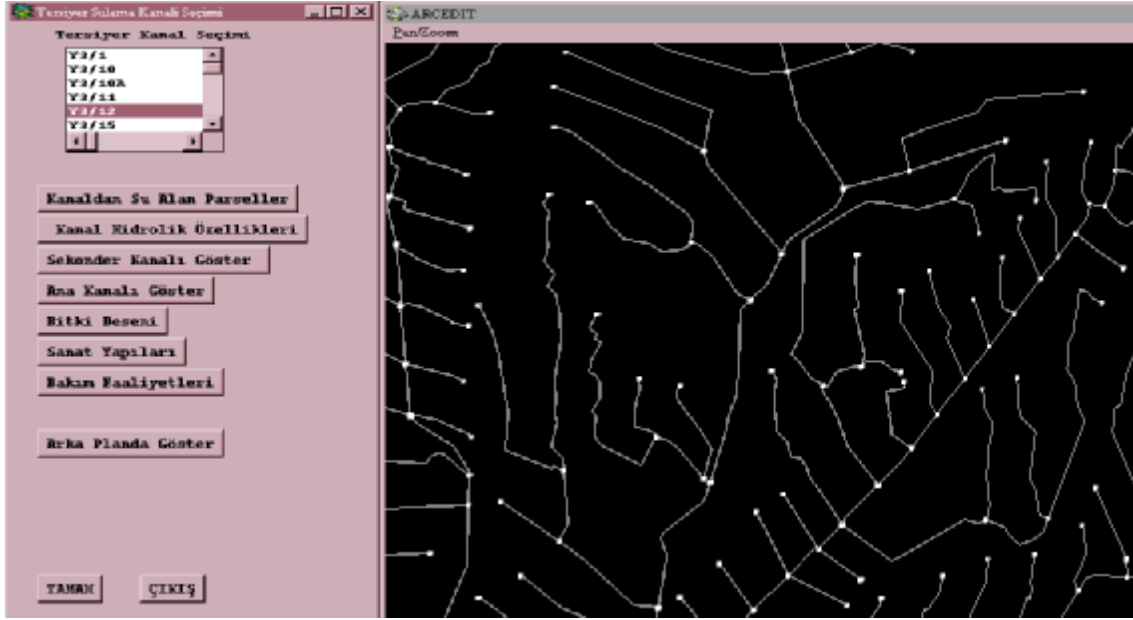 Tersiyer Sulama Kanalı Seçimi
Tersiyer Kanal Seçimi
Y3/1
Y3/10
Y3/10A
Y3/11
Y3/12
Y3/15
Kanaldan Su Alan Parseller
Kanal Hidrolik Özellikleri
Sekonder Kanalı Göster
Ana Kanalı Göster
Bitki Deseni
Sanat Yapıları
Bakım Faaliyetleri
Arka Planda Göster
TAMAM
ÇIKIŞ
ARCEDIT
Pan/Zoom